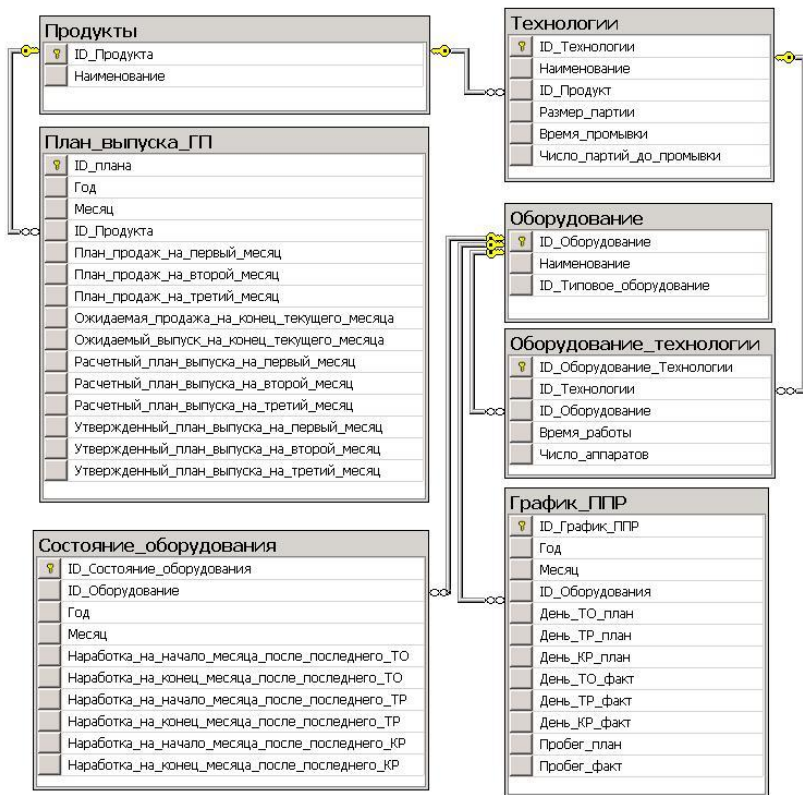 Продукты
ID_Продукта
Наименование
План_выпуска_ГП
ID_плана
Год
Месяц
ID_Продукта
План_продаж_на_первый_месяц
План_продаж_на_второй_месяц
План_продаж_на_третий_месяц
Ожидаемая_продажа_на_конец_текущего_месяца
Ожидаемый_выпуск_на_конец_текущего_месяца
Расчетный_план_выпуска_на_первый_месяц
Расчетный_план_выпуска_на_второй_месяц
Расчетный_план_выпуска_на_третий_месяц
Утвержденный_план_выпуска_на_первый_месяц
Утвержденный_план_выпуска_на_второй_месяц
Утвержденный_план_выпуска_на_третий_месяц
Состояние_оборудования
ID_Состояние_оборудования
ID_Оборудование
Год
Месяц
Наработка_на_начало_месяца_после_последнего_ТО
Наработка_на_конец_месяца_после_последнего_ТО
Наработка_на_начало_месяца_после_последнего_ТР
Наработка_на_конец_месяца_после_последнего_ТР
Наработка_на_начало_месяца_после_последнего_КР
Наработка_на_конец_месяца_после_последнего_КР
Технологии
ID_Технологии
Наименование
ID_Продукт
Размер_партии
Время_промывки
Число_партий_до_промывки
Оборудование
ID_Оборудование
Наименование
ID_Типовое_оборудование
Оборудование_технологии
ID_Оборудование_Технологии
ID_Технологии
ID_Оборудование
Время_работы
Число_аппаратов
График_ППР
ID_График_ППР
Год
Месяц
ID_Оборудования
День_ТО_план
День_ТР_план
День_КР_план
День_ТО_факт
День_ТР_факт
День_КР_факт
Пробег_план
Пробег_факт